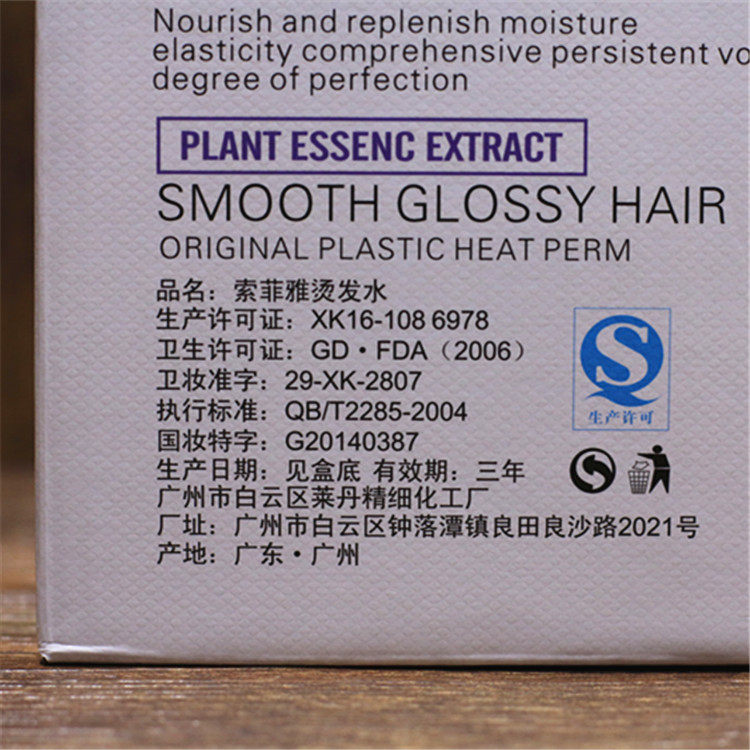 Nourish and replenish moisture
elasticity comprehensive persistent vo
degree of perfection
PLANT ESSENC EXTRACT
SMOOTH GLOSSY HAIR
ORIGINAL PLASTIC HEAT PERM
品名：索菲雅烫发水
生产许可证：XK16-108 6978
卫生许可证：GD·FDA（2006）
卫妆准字：29-XK-2807
执行标准：QB/T2285-2004
国妆特字：G20140387
生产日期：见盒底 有效期：三年
广州市白云区莱丹精细化工厂
厂址：广州市白云区钟落潭镇良田良沙路2021号
产地：广东·广州
生产许可